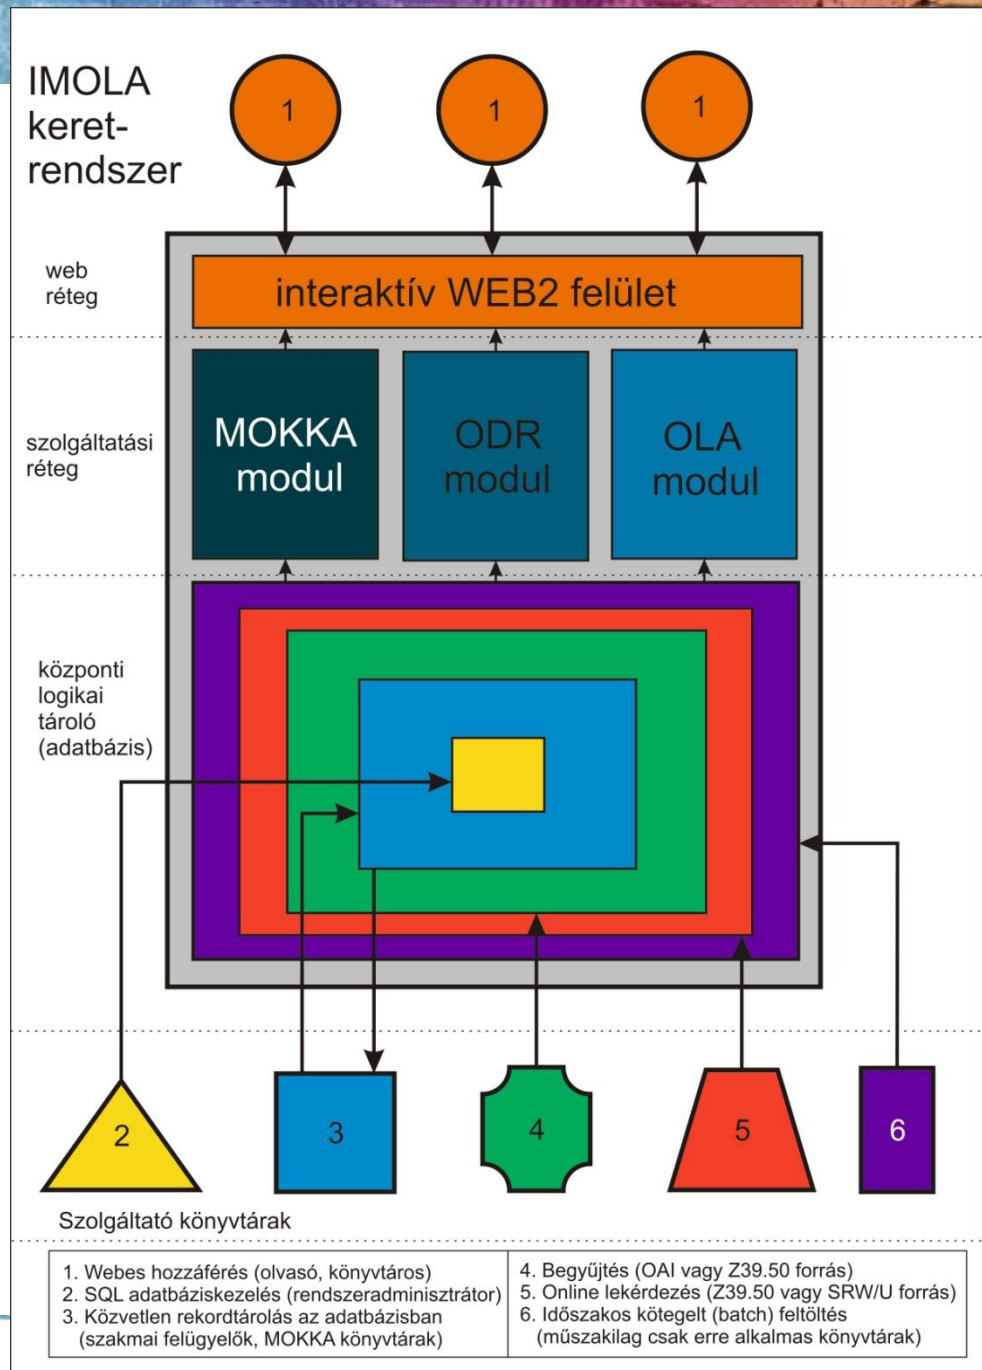 IMOLA
keret-
rendszer
1
1
1
web
réteg
interaktív WEB2 felület
szolgáltatási
réteg
MOKKA
modul
ODR
modul
OLA
modul
központi
logikai
tároló
(adatbázis)
2
3
4
5
6
Szolgáltató könyvtárak
1. Webes hozzáférés (olvasó, könyvtáros)
2. SQL adatbáziskezelés (rendszeradminisztrátor)
3. Közvetlen rekordtárolás az adatbázisban
(szakmai felügyelők, MOKKA könyvtárak)
4. Begyűjtés (OAI vagy Z39.50 forrás)
5. Online lekérdezés (Z39.50 vagy SRW/U forrás)
6. Időszakos kötegelt (batch) feltöltés
(műszakilag csak erre alkalmas könyvtárak)